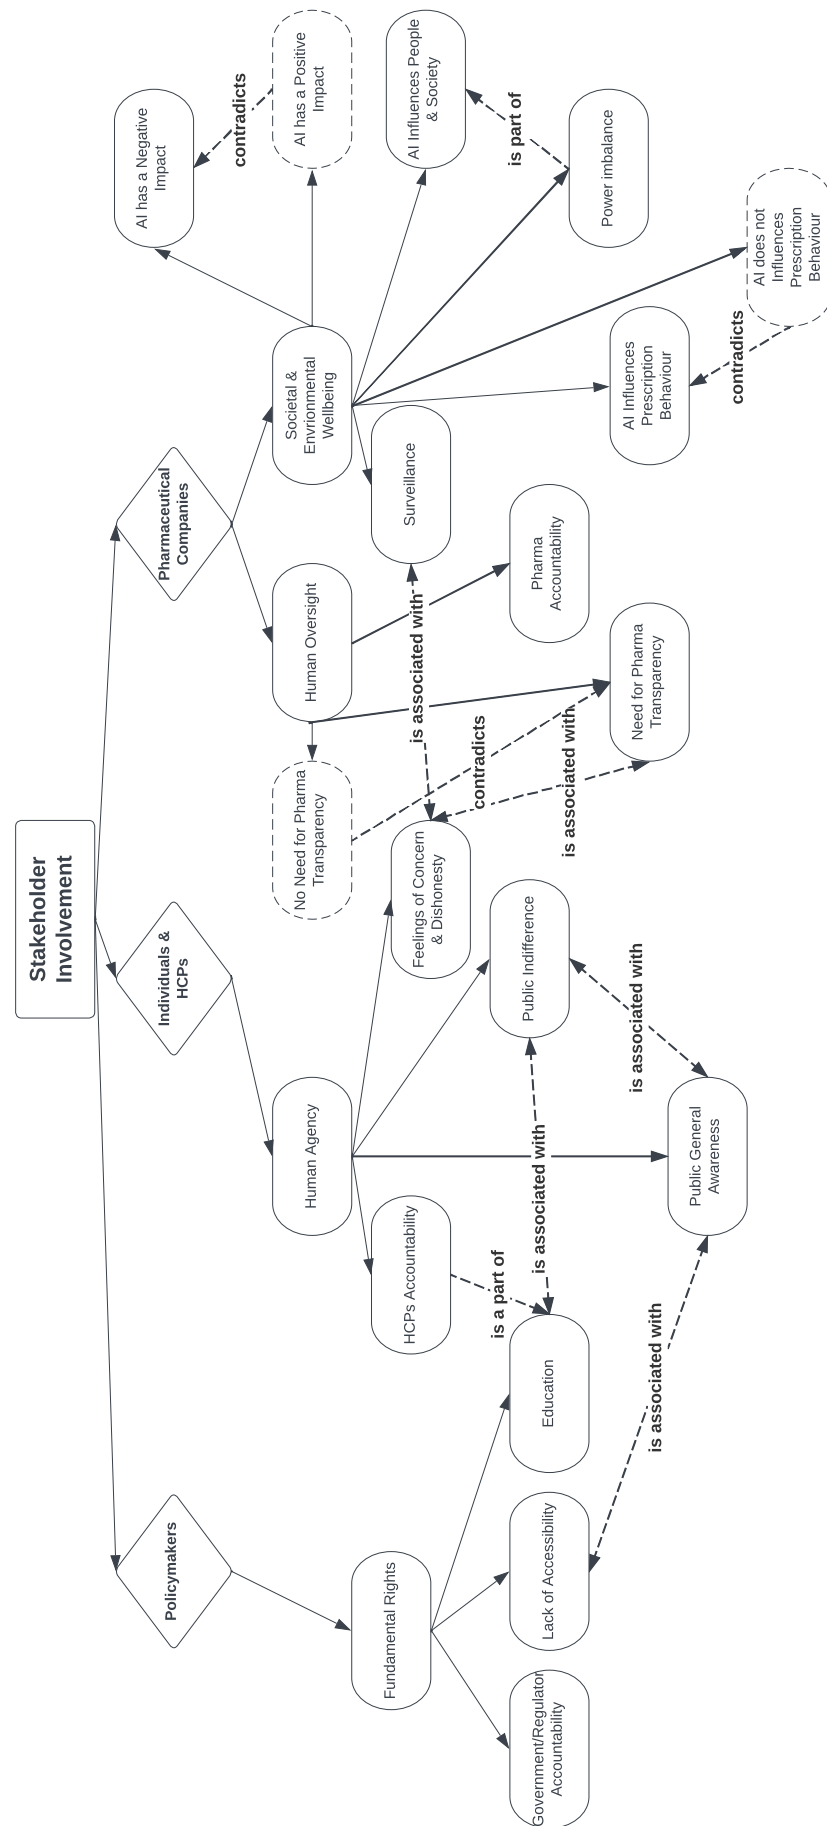 Stakeholder
Involvement
Policymakers
Individuals &
HCPs
Pharmaceutical
Companies
Fundamental Rights
Government/Regulator
Accountability
Lack of Accessibility
Education
Human Agency
HCPs Accountability
is a part of
is associated with
is associated with
Public General
Awareness
is associated with
Public Indifference
Feelings of Concern
& Dishonesty
No Need for Pharma
Transparency
contradicts
is associated with
is associated with
Need for Pharma
Transparency
Human Oversight
Pharma
Accountability
Surveillance
Societal &
Envrionmental
Wellbeing
AI Influences
Prescription
Behaviour
contradicts
AI does not
Influences
Prescription
Behaviour
Power imbalance
is part of
AI Influences People
& Society
AI has a Positive
Impact
contradicts
AI has a Negative
Impact